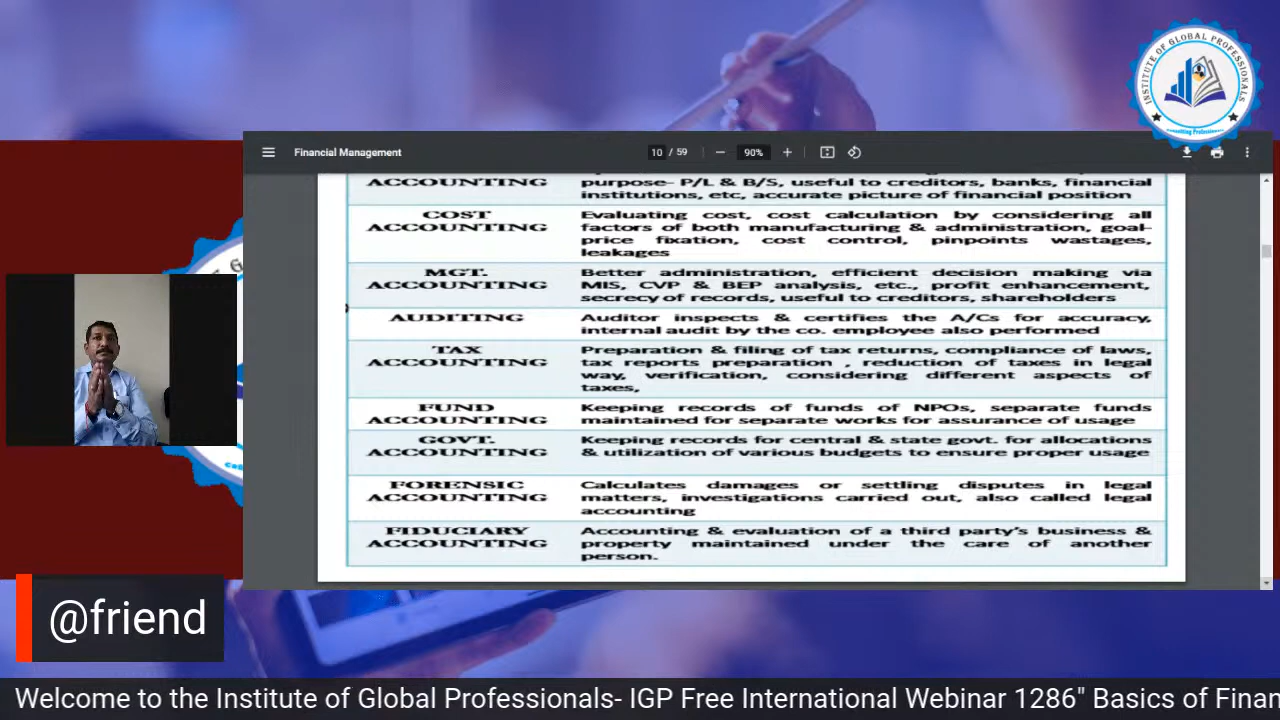 INSTITUTE OF GLOBAL PROFESSIONALS
Connecting Professionals
Financial Management
10 / 59
90%
ACCOUNTING
purpose- P/L & B/S, useful to creditors, banks, financial
institutions, etc, accurate picture of financial position
COST
ACCOUNTING
Evaluating cost, cost calculation by considering all
factors of both manufacturing & administration, goal-
price fixation, cost control, pinpoints wastages,
leakages
MGT.
ACCOUNTING
Better administration, efficient decision making via
MIS, CVP & BEP analysis, etc., profit enhancement,
secrecy of records, useful to creditors, shareholders
AUDITING
Auditor inspects & certifies the A/Cs for accuracy,
internal audit by the co. employee also performed
TAX
ACCOUNTING
Preparation & filing of tax returns, compliance of laws,
tax reports preparation , reduction of taxes in legal
way, verification, considering different aspects of
taxes,
FUND
ACCOUNTING
Keeping records of funds of NPOs, separate funds
maintained for separate works for assurance of usage
GOVT.
ACCOUNTING
Keeping records for central & state govt. for allocations
& utilization of various budgets to ensure proper usage
FORENSIC
ACCOUNTING
Calculates damages or settling disputes in legal
matters, investigations carried out, also called legal
accounting
FIDUCIARY
ACCOUNTING
Accounting & evaluation of a third party's business &
property maintained under the care of another
person.
@friend
Welcome to the Institute of Global Professionals- IGP Free International Webinar 1286" Basics of Finan